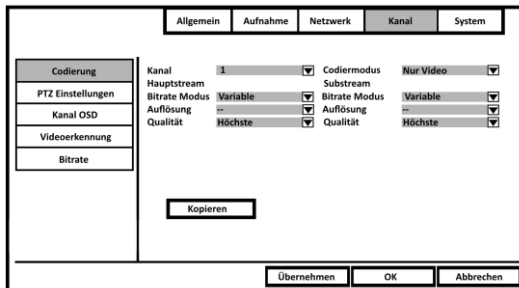 Allgemein Aufnahme Netzwerk Kanal System
Codierung
PTZ Einstellungen
Kanal OSD
Videoerkennung
Bitrate
Kanal 1 Codiermodus Nur Video
Hauptstream Substream
Bitrate Modus Variable Bitrate Modus Variable
Auflösung -- Auflösung --
Qualität Höchste Qualität Höchste
Kopieren
Übernehmen OK Abbrechen